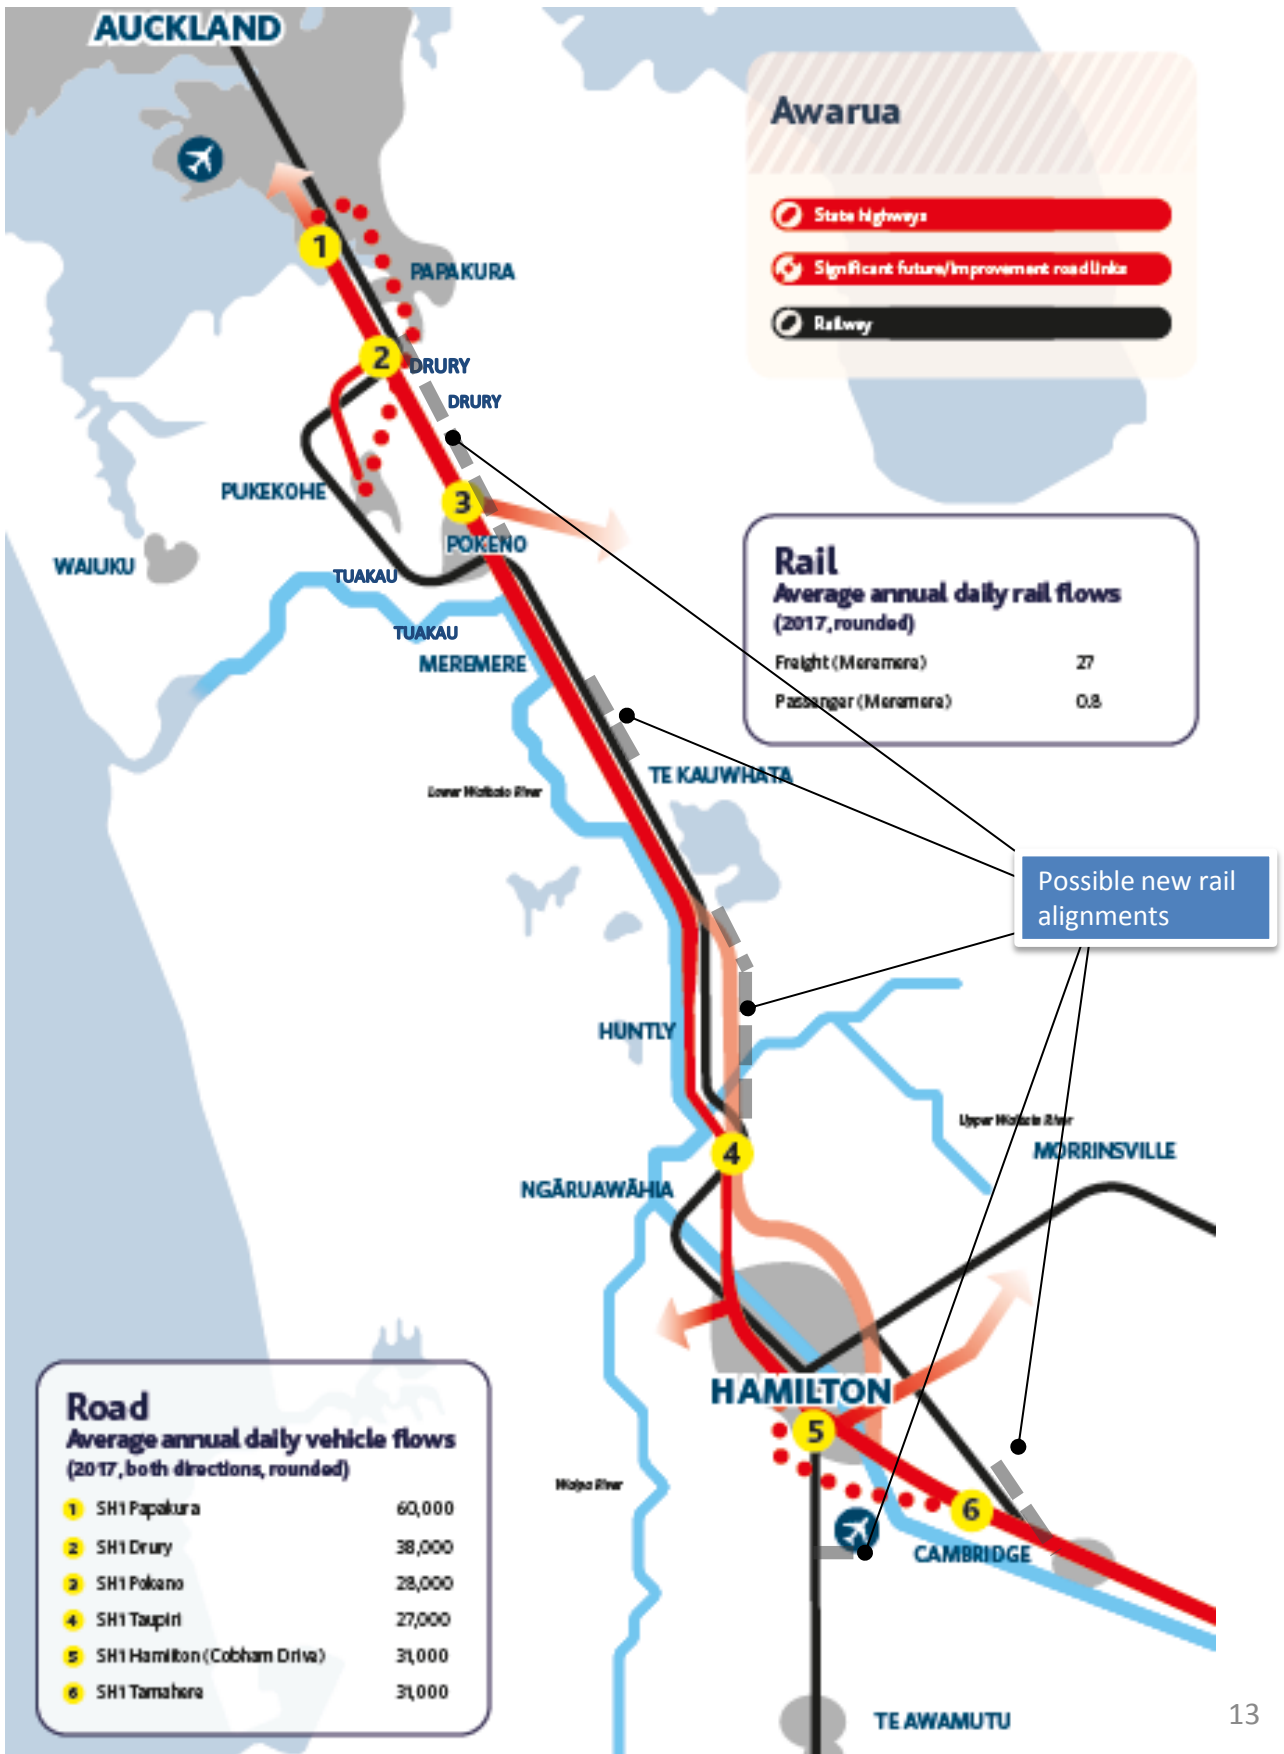 AUCKLAND
Awarua
State highways
Significant future/improvement road links
Railway
1
PAPAKURA
2
DRURY
DRURY
PUKEKOHE
3
POKENO
WAIUKU
TUAKAU
TUAKAU
MEREMERE
Rail
Average annual daily rail flows
(2017, rounded)
Freight (Meremere) 27
Passenger (Meremere) 0.8
TE KAUWHATA
Lower Waikato River
Possible new rail
alignments
HUNTLY
Upper Waikato River
MORRINSVILLE
4
NGĀRUAWĀHIA
HAMILTON
5
Waipa River
6
CAMBRIDGE
TE AWAMUTU
Road
Average annual daily vehicle flows
(2017, both directions, rounded)
1 SH1 Papakura 60,000
2 SH1 Drury 38,000
3 SH1 Pokeno 28,000
4 SH1 Taupiri 27,000
5 SH1 Hamilton (Cobham Drive) 31,000
6 SH1 Tamahere 31,000
13